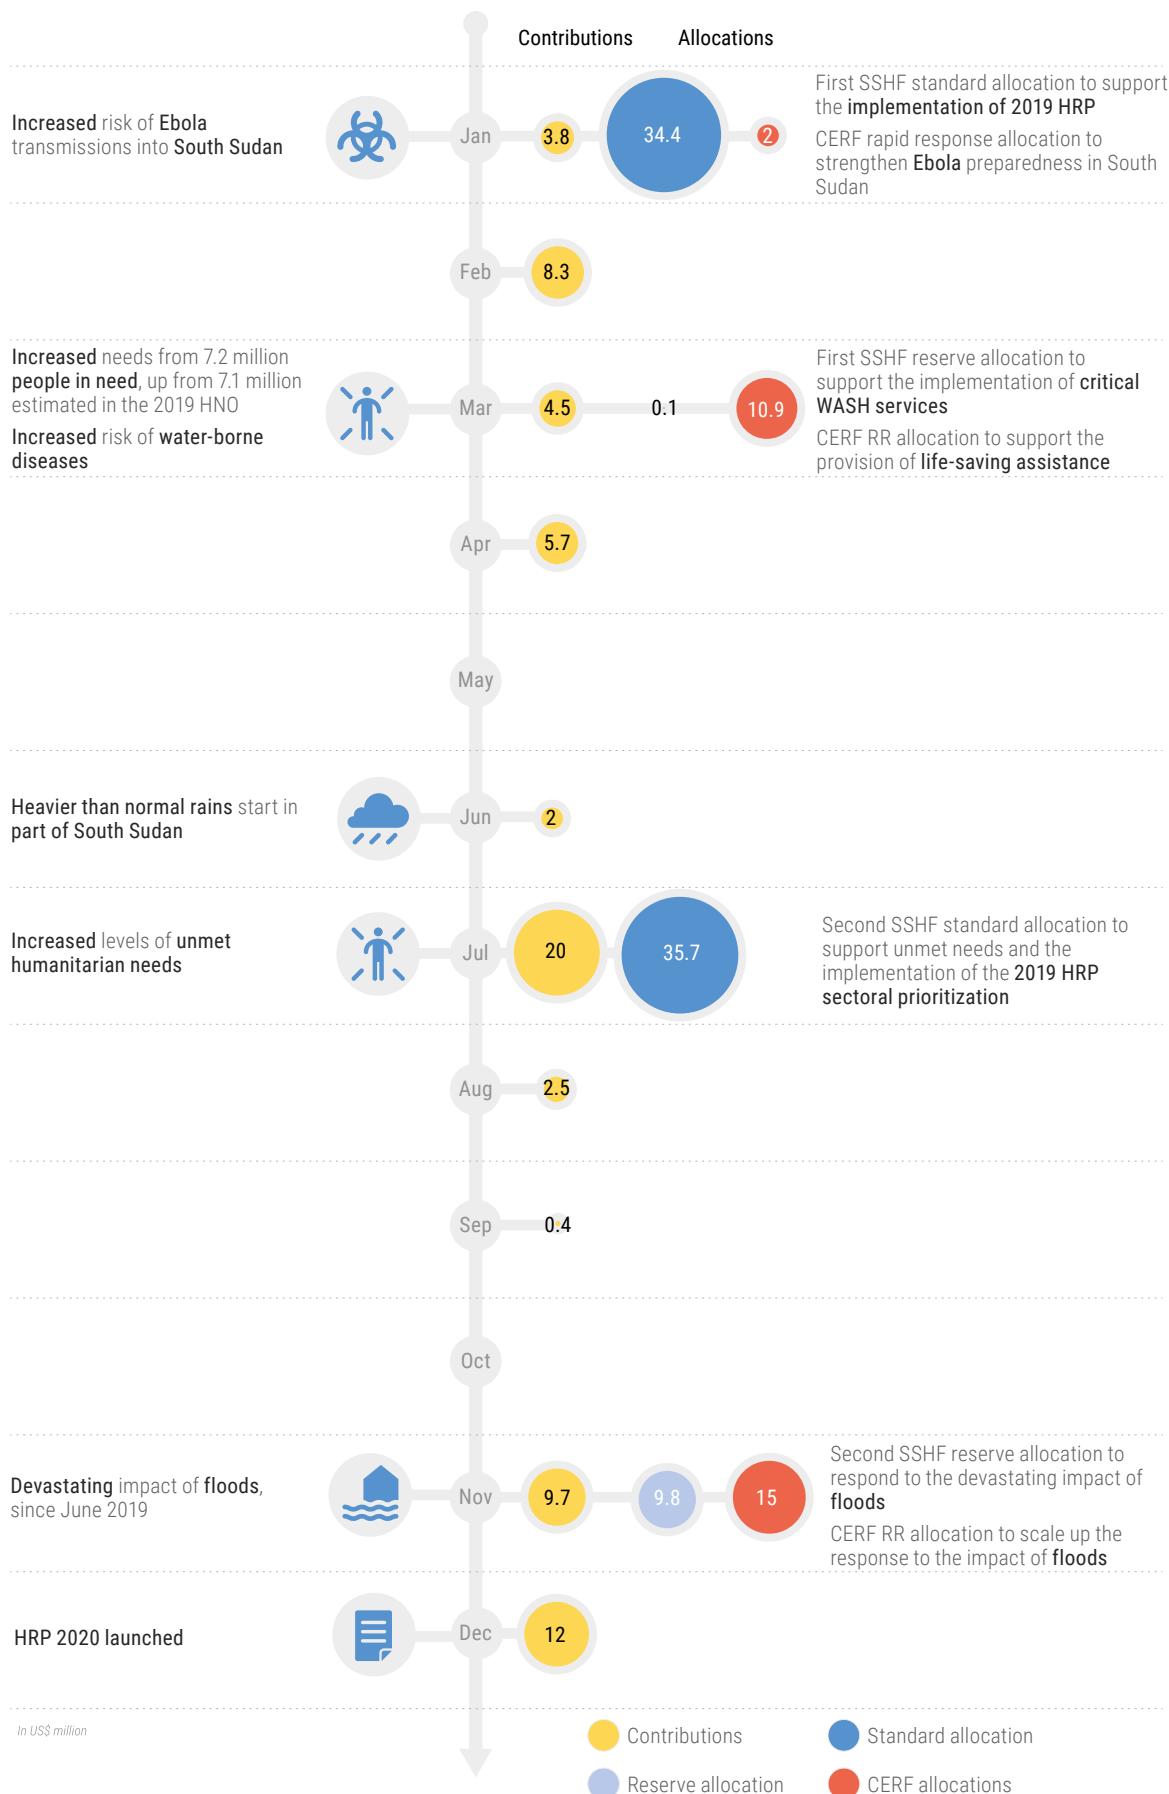 Contributions
Allocations
Increased risk of Ebola
transmissions into South Sudan
Jan
3.8
34.4
2
First SSHF standard allocation to support
the implementation of 2019 HRP
CERF rapid response allocation to
strengthen Ebola preparedness in South
Sudan
Feb
8.3
Increased needs from 7.2 million
people in need, up from 7.1 million
estimated in the 2019 HNO
Increased risk of water-borne
diseases
Mar
4.5
0.1
10.9
First SSHF reserve allocation to
support the implementation of critical
WASH services
CERF RR allocation to support the
provision of life-saving assistance
Apr
5.7
May
Heavier than normal rains start in
part of South Sudan
Jun
2
Increased levels of unmet
humanitarian needs
Jul
20
35.7
Second SSHF standard allocation to
support unmet needs and the
implementation of the 2019 HRP
sectoral prioritization
Aug
2.5
Sep
0.4
Oct
Devastating impact of floods,
since June 2019
Nov
9.7
9.8
15
Second SSHF reserve allocation to
respond to the devastating impact of
floods
CERF RR allocation to scale up the
response to the impact of floods
HRP 2020 launched
Dec
12
In US$ million
Contributions
Standard allocation
Reserve allocation
CERF allocations